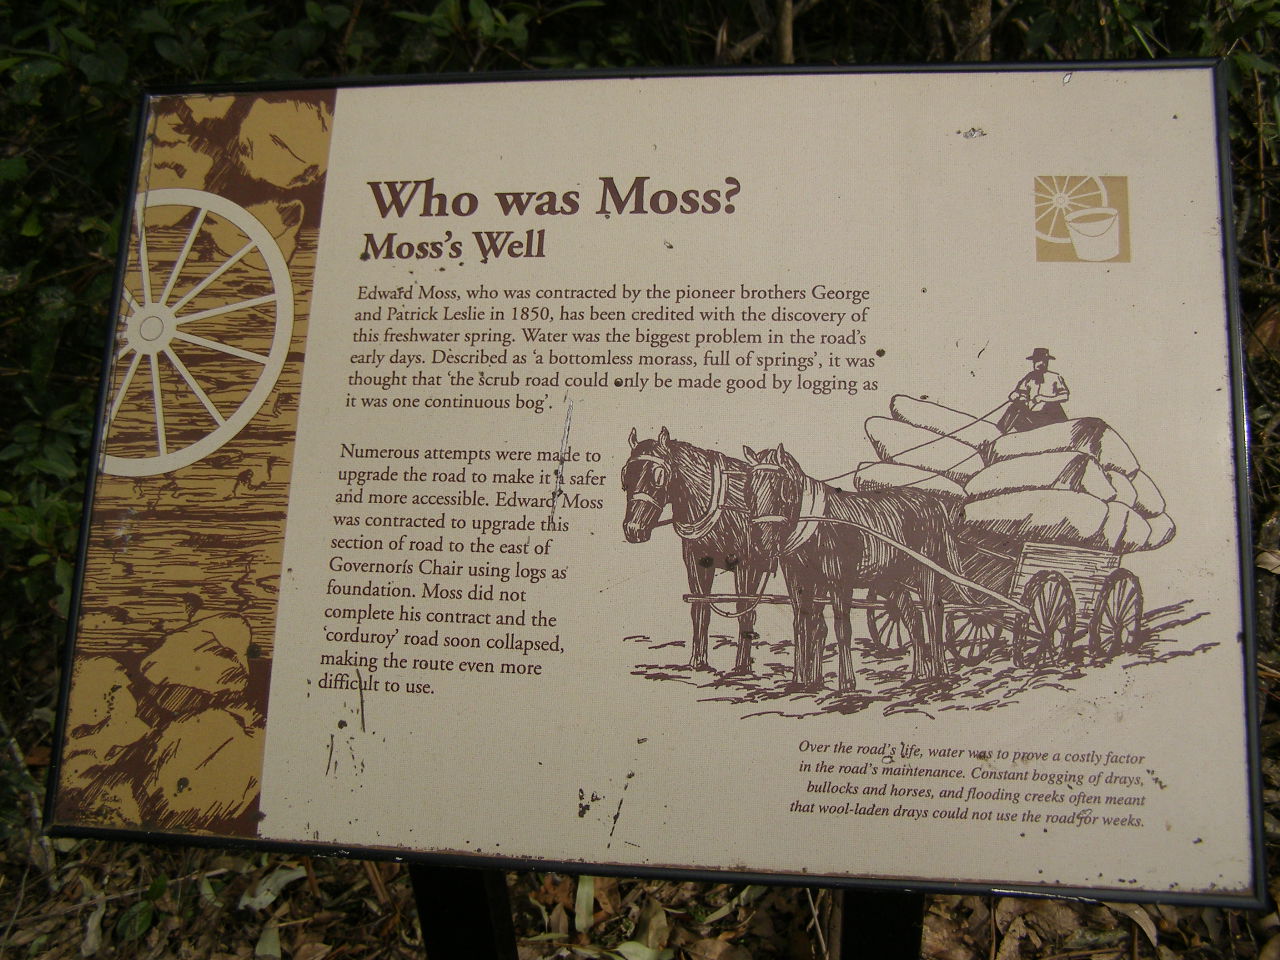 Who was Moss?
Moss's Well
Edward Moss, who was contracted by the pioneer brothers George
and Patrick Leslie in 1850, has been credited with the discovery of
this freshwater spring. Water was the biggest problem in the road's
early days. Described as 'a bottomless morass, full of springs', it was
thought that 'the scrub road could only be made good by logging as
it was one continuous bog'.
Numerous attempts were made to
upgrade the road to make it a safer
and more accessible. Edward Moss
was contracted to upgrade this
section of road to the east of
Governorís Chair using logs as
foundation. Moss did not
complete his contract and the
'corduroy' road soon collapsed,
making the route even more
difficult to use.
Over the road's life, water was to prove a costly factor
in the road's maintenance. Constant bogging of drays,
bullocks and horses, and flooding creeks often meant
that wool-laden drays could not use the road for weeks.